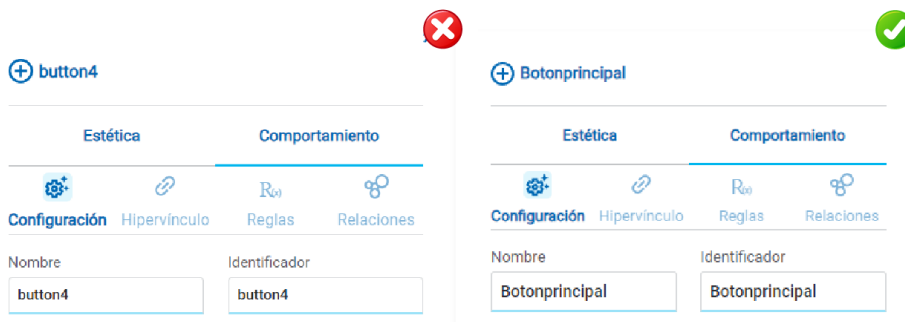 button4
Estética Comportamiento
R(x)
Configuración Hipervínculo Reglas Relaciones
Nombre Identificador
button4 button4
Botonprincipal
Estética Comportamiento
R(x)
Configuración Hipervínculo Reglas Relaciones
Nombre Identificador
Botonprincipal Botonprincipal